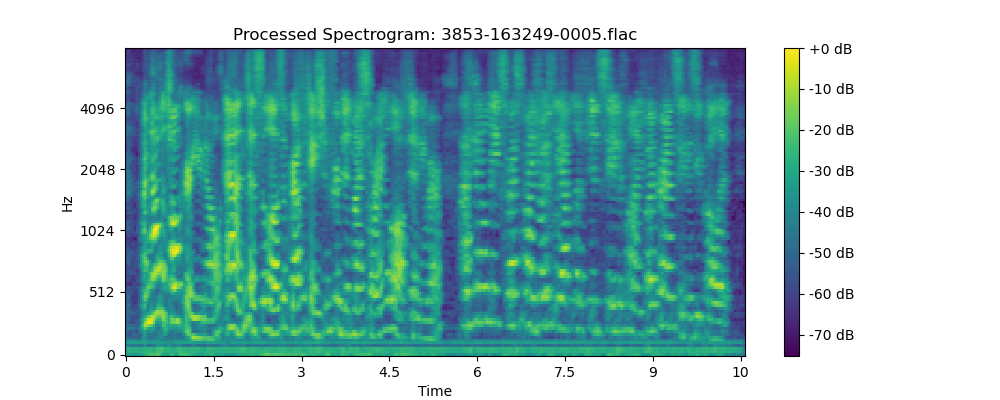 Processed Spectrogram: 3853-163249-0005.flac
Hz
4096
2048
1024
512
0
0 1.5 3 4.5 6 7.5 9 10
Time
+0 dB
-10 dB
-20 dB
-30 dB
-40 dB
-50 dB
-60 dB
-70 dB